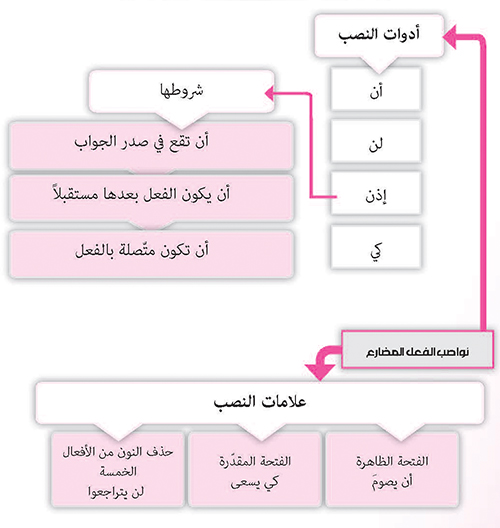 أدوات النصب
أن
لن
إذن
كي
شروطها
أن تقع في صدر الجواب
أن يكون الفعل بعدها مستقبلاً
أن تكون متّصلة بالفعل
نواصب الفعل المضارع
علامات النصب
الفتحة الظاهرة
أن يصومَ
الفتحة المقدّرة
كي يسعى
حذف النون من الأفعال
الخمسة
لن يتراجعوا